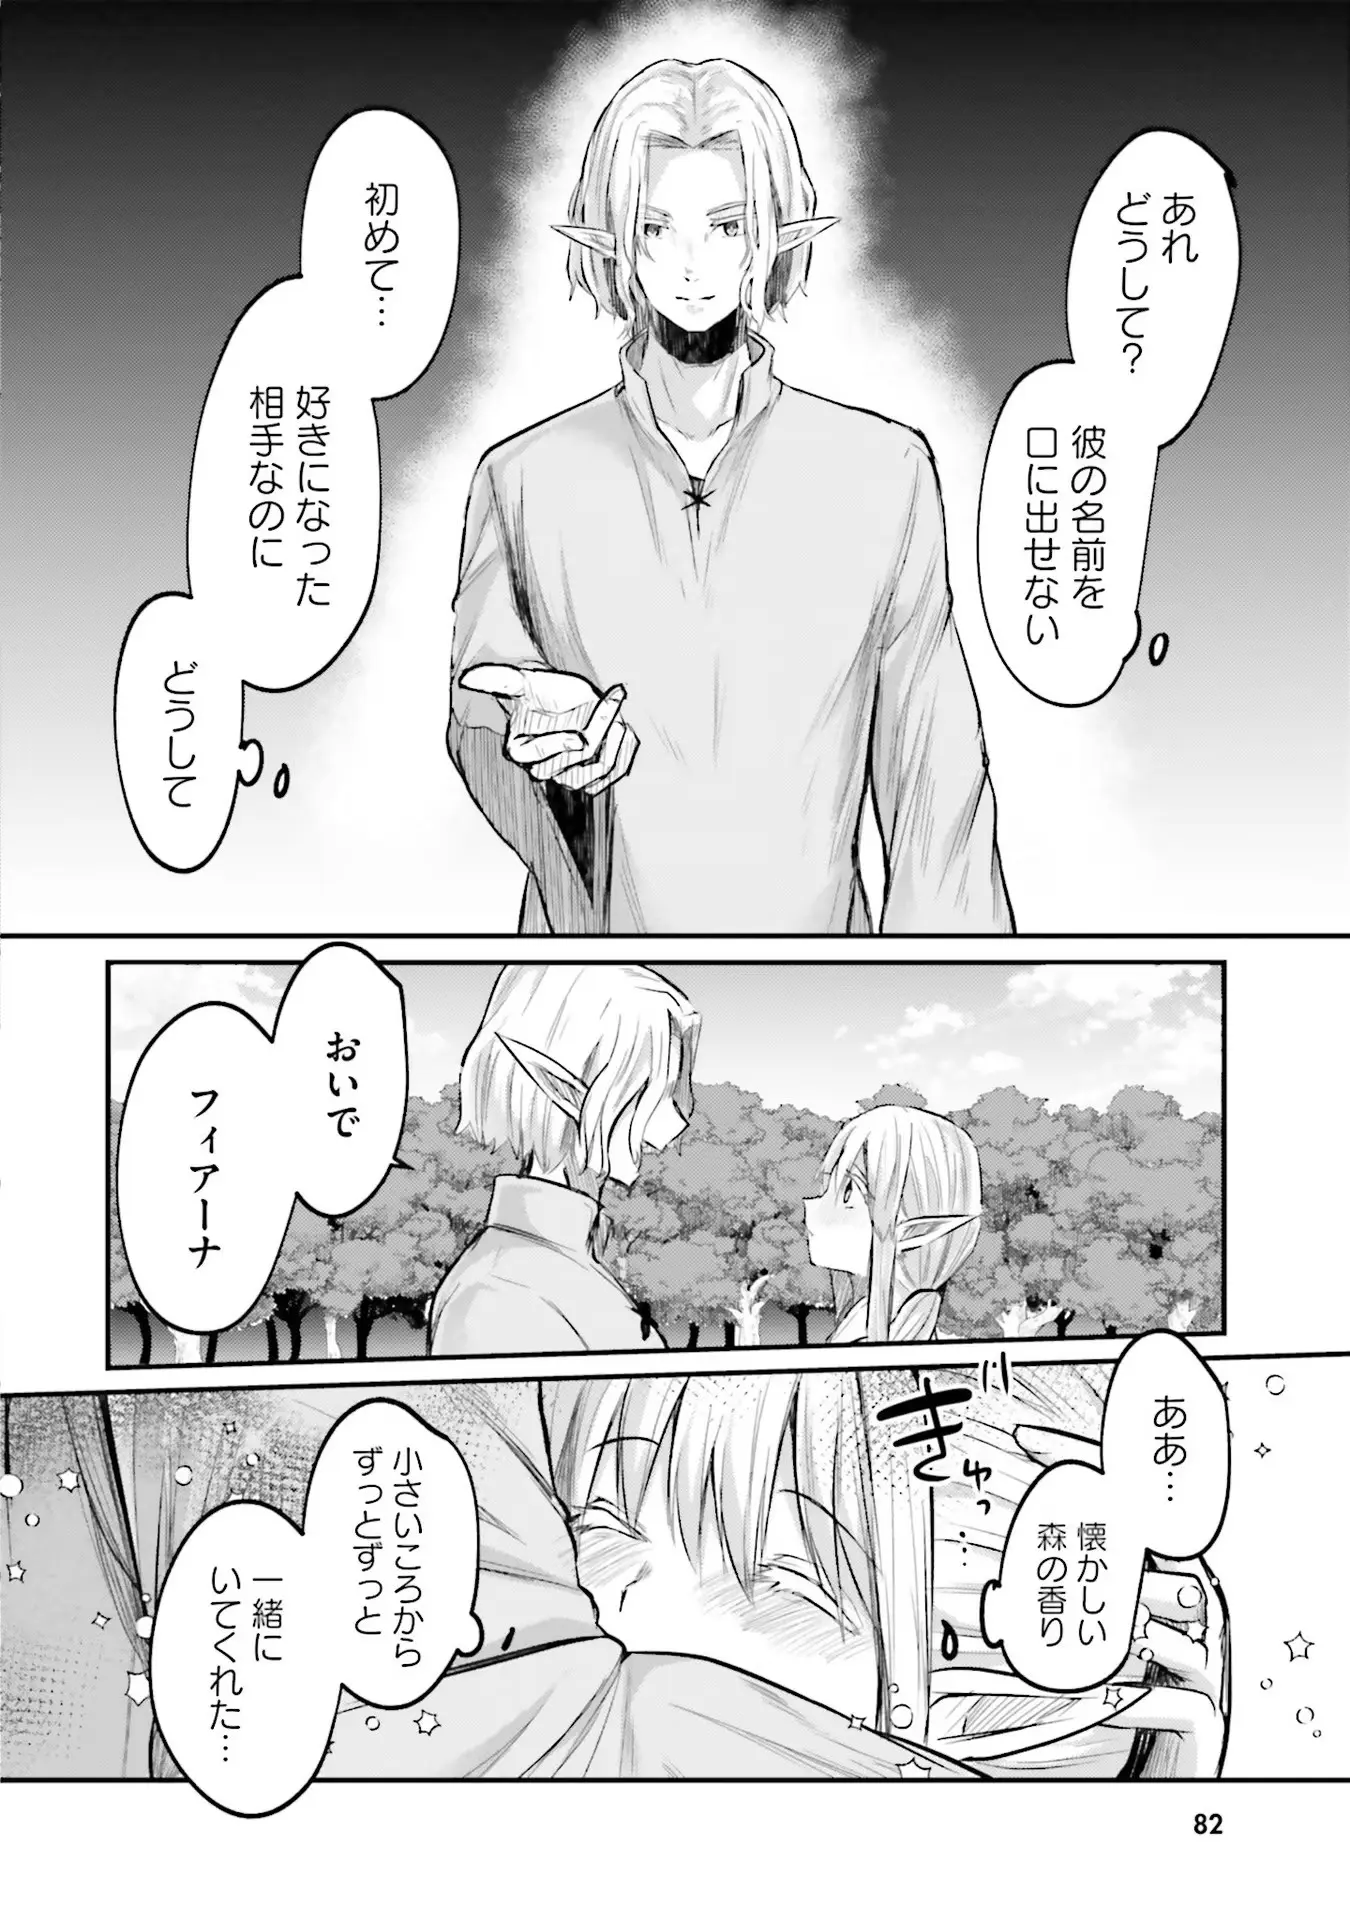 あれ
どうして？
彼の名前を
口に出せない
初めて…
好きになった
相手なのに
どうして
おいで
フィアーナ
ああ…
懐かしい
森の香り
ぎゅっ…
小さいころから
ずっとずっと
一緒に
いてくれた…
82